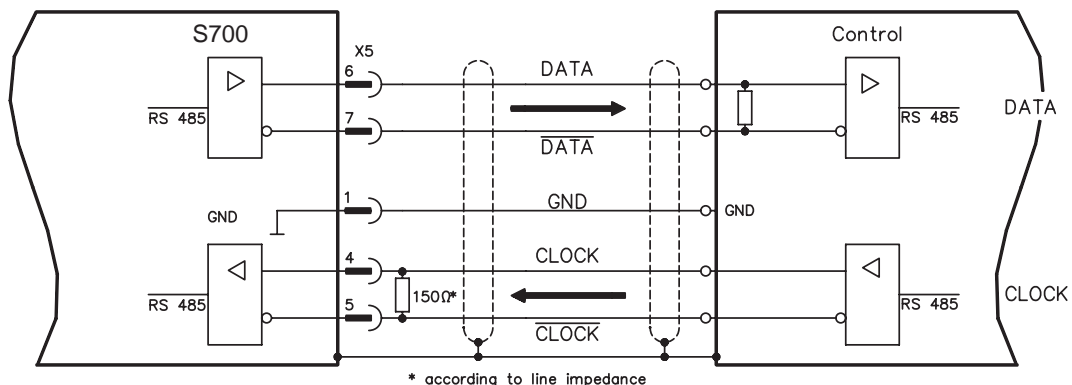 S700
X5
Control
6
DATA
RS 485
RS 485
DATA
7
DATA
1
GND
GND
GND
4
CLOCK
150Ω*
RS 485
RS 485
CLOCK
5
CLOCK
* according to line impedance